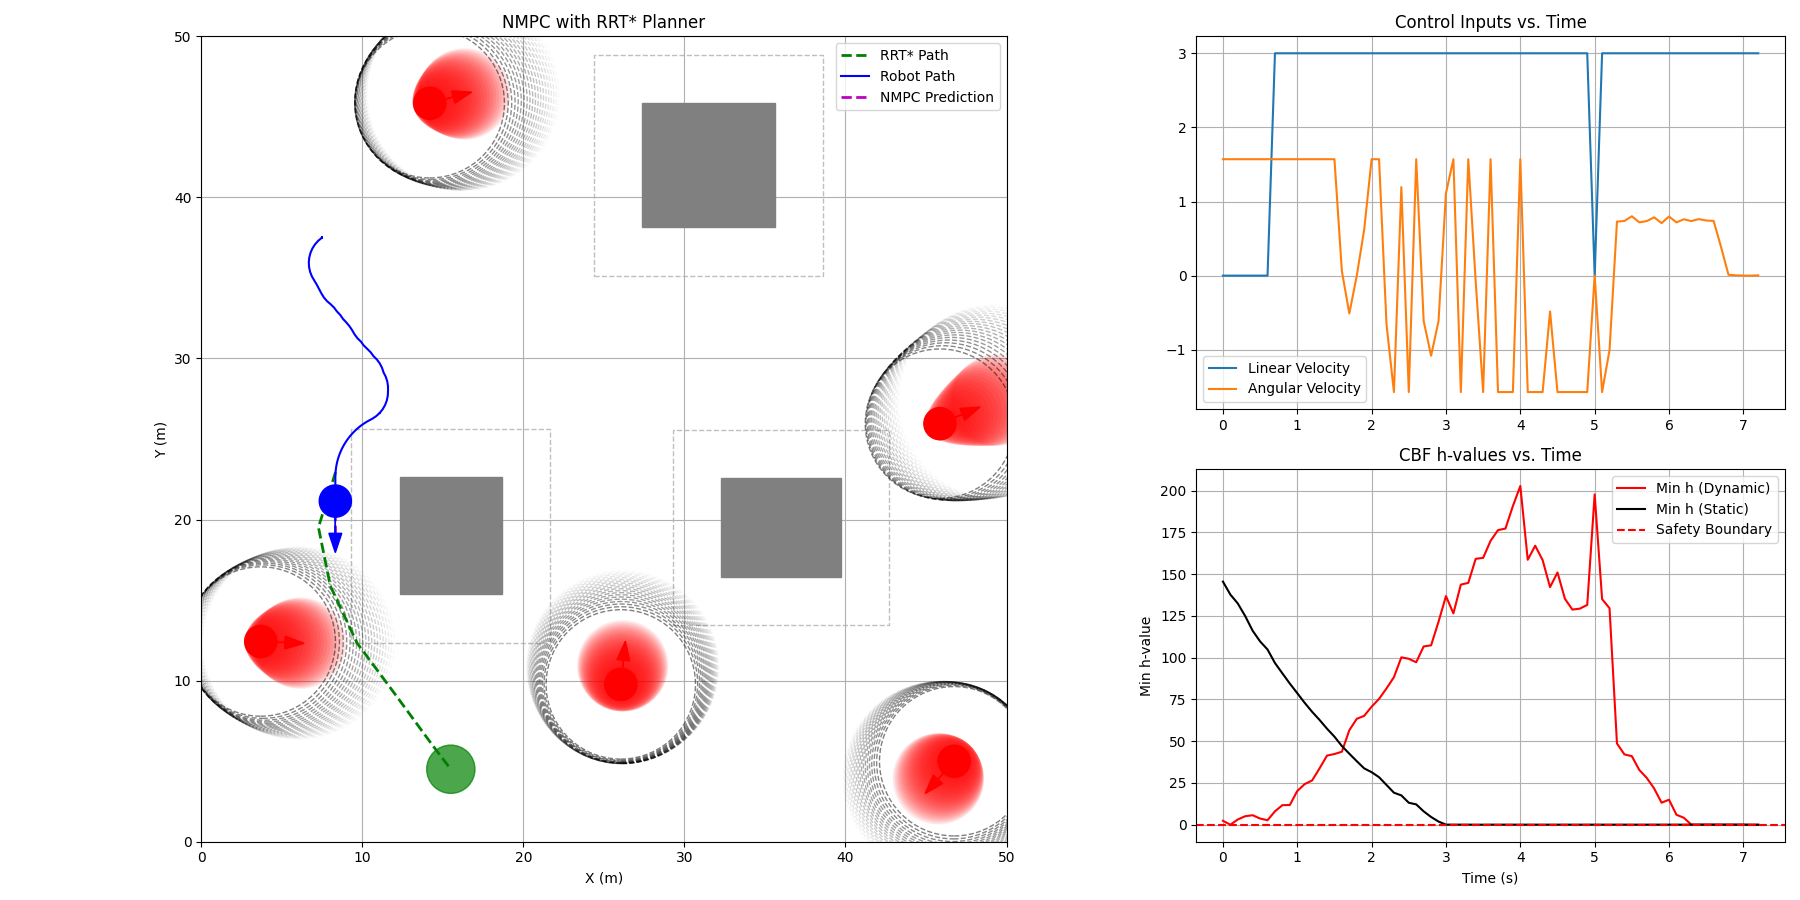 NMPC with RRT* Planner
RRT* Path
Robot Path
NMPC Prediction
Y (m)
50
40
30
20
10
0
0 10 20 30 40 50
X (m)
Control Inputs vs. Time
3
2
1
0
−1
Linear Velocity
Angular Velocity
0 1 2 3 4 5 6 7
CBF h-values vs. Time
Min h (Dynamic)
Min h (Static)
Safety Boundary
Min h-value
200
175
150
125
100
75
50
25
0
0 1 2 3 4 5 6 7
Time (s)